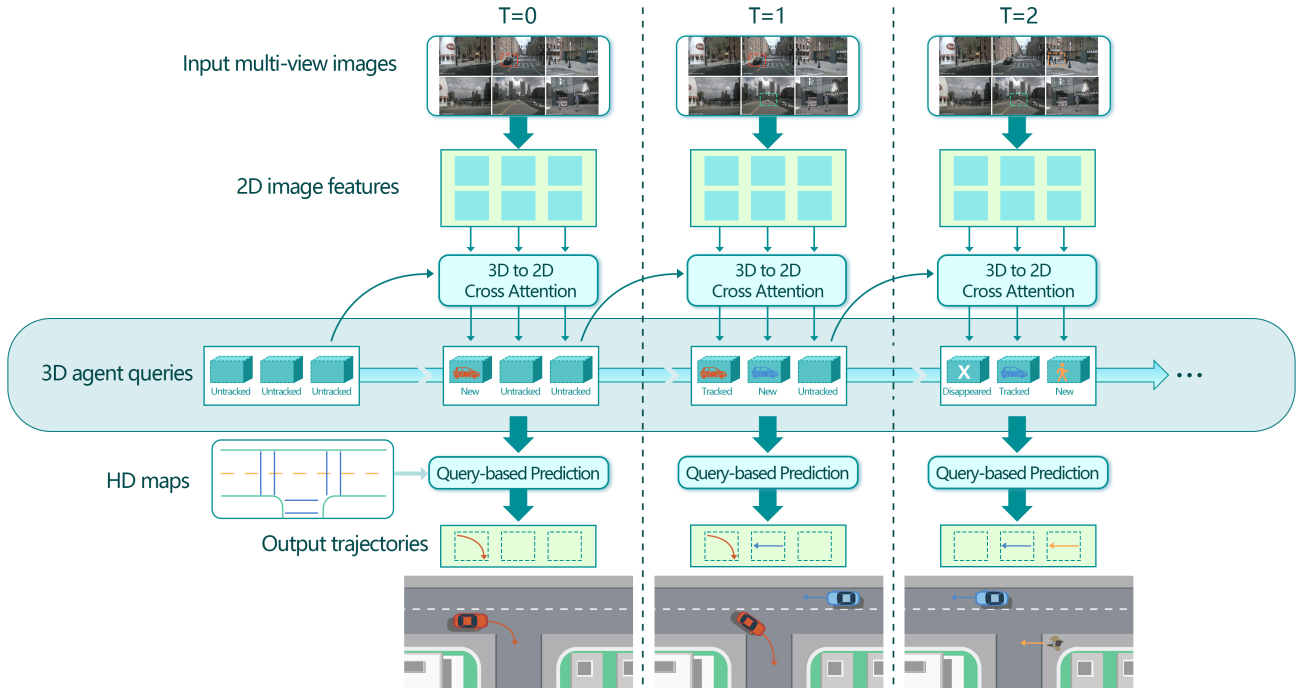 T=0
T=1
T=2
Input multi-view images
2D image features
3D to 2D
Cross Attention
3D to 2D
Cross Attention
3D to 2D
Cross Attention
3D agent queries
Untracked
Untracked
Untracked
New
Untracked
Untracked
Tracked
New
Untracked
X
Disappeared
Tracked
New
...
HD maps
Query-based Prediction
Query-based Prediction
Query-based Prediction
Output trajectories